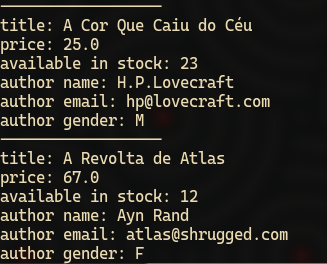 title: A Cor Que Caiu do Céu
price: 25.0
available in stock: 23
author name: H.P.Lovecraft
author email: hp@lovecraft.com
author gender: M
title: A Revolta de Atlas
price: 67.0
available in stock: 12
author name: Ayn Rand
author email: atlas@shrugged.com
author gender: F